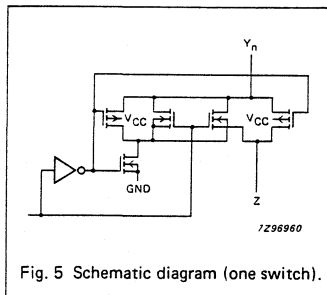 Yn
VCC
VCC
GND
Z
7Z96960
Fig. 5 Schematic diagram (one switch).